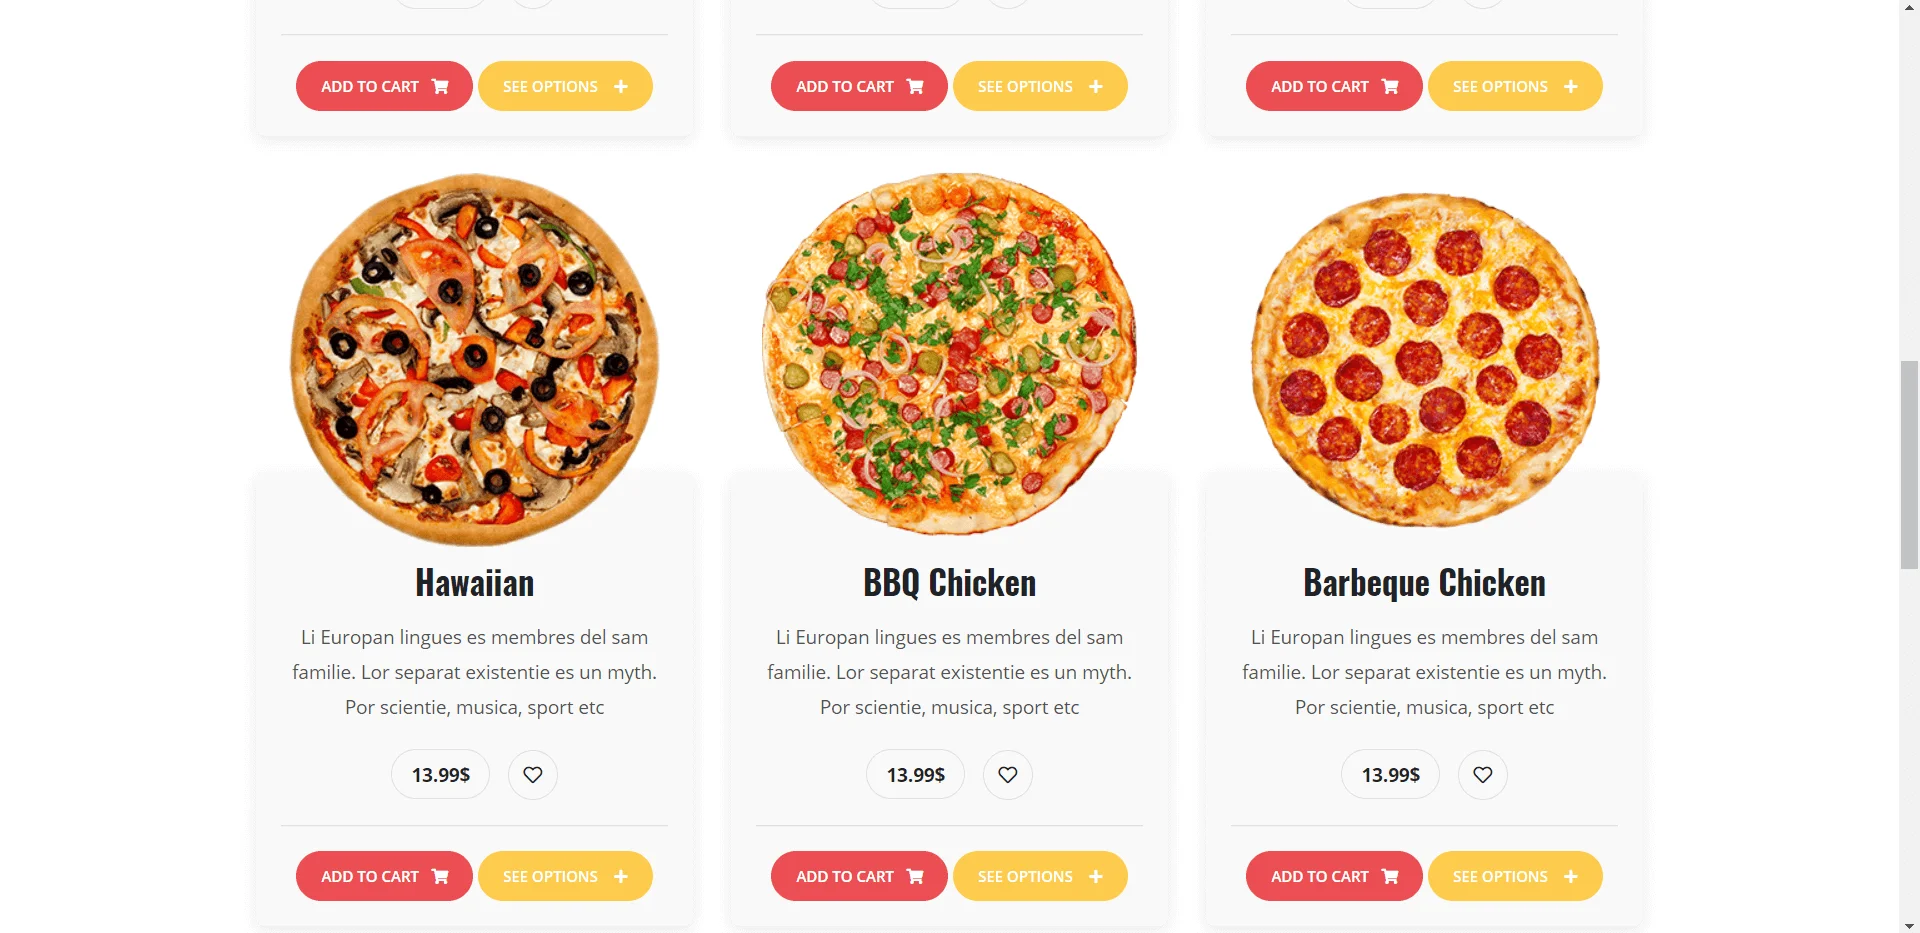 ADD TO CART
SEE OPTIONS
ADD TO CART
SEE OPTIONS
ADD TO CART
SEE OPTIONS
Hawaiian
Li Europan lingues es membres del sam
familie. Lor separat existentie es un myth.
Por scientie, musica, sport etc
13.99$
ADD TO CART
SEE OPTIONS
BBQ Chicken
Li Europan lingues es membres del sam
familie. Lor separat existentie es un myth.
Por scientie, musica, sport etc
13.99$
ADD TO CART
SEE OPTIONS
Barbeque Chicken
Li Europan lingues es membres del sam
familie. Lor separat existentie es un myth.
Por scientie, musica, sport etc
13.99$
ADD TO CART
SEE OPTIONS